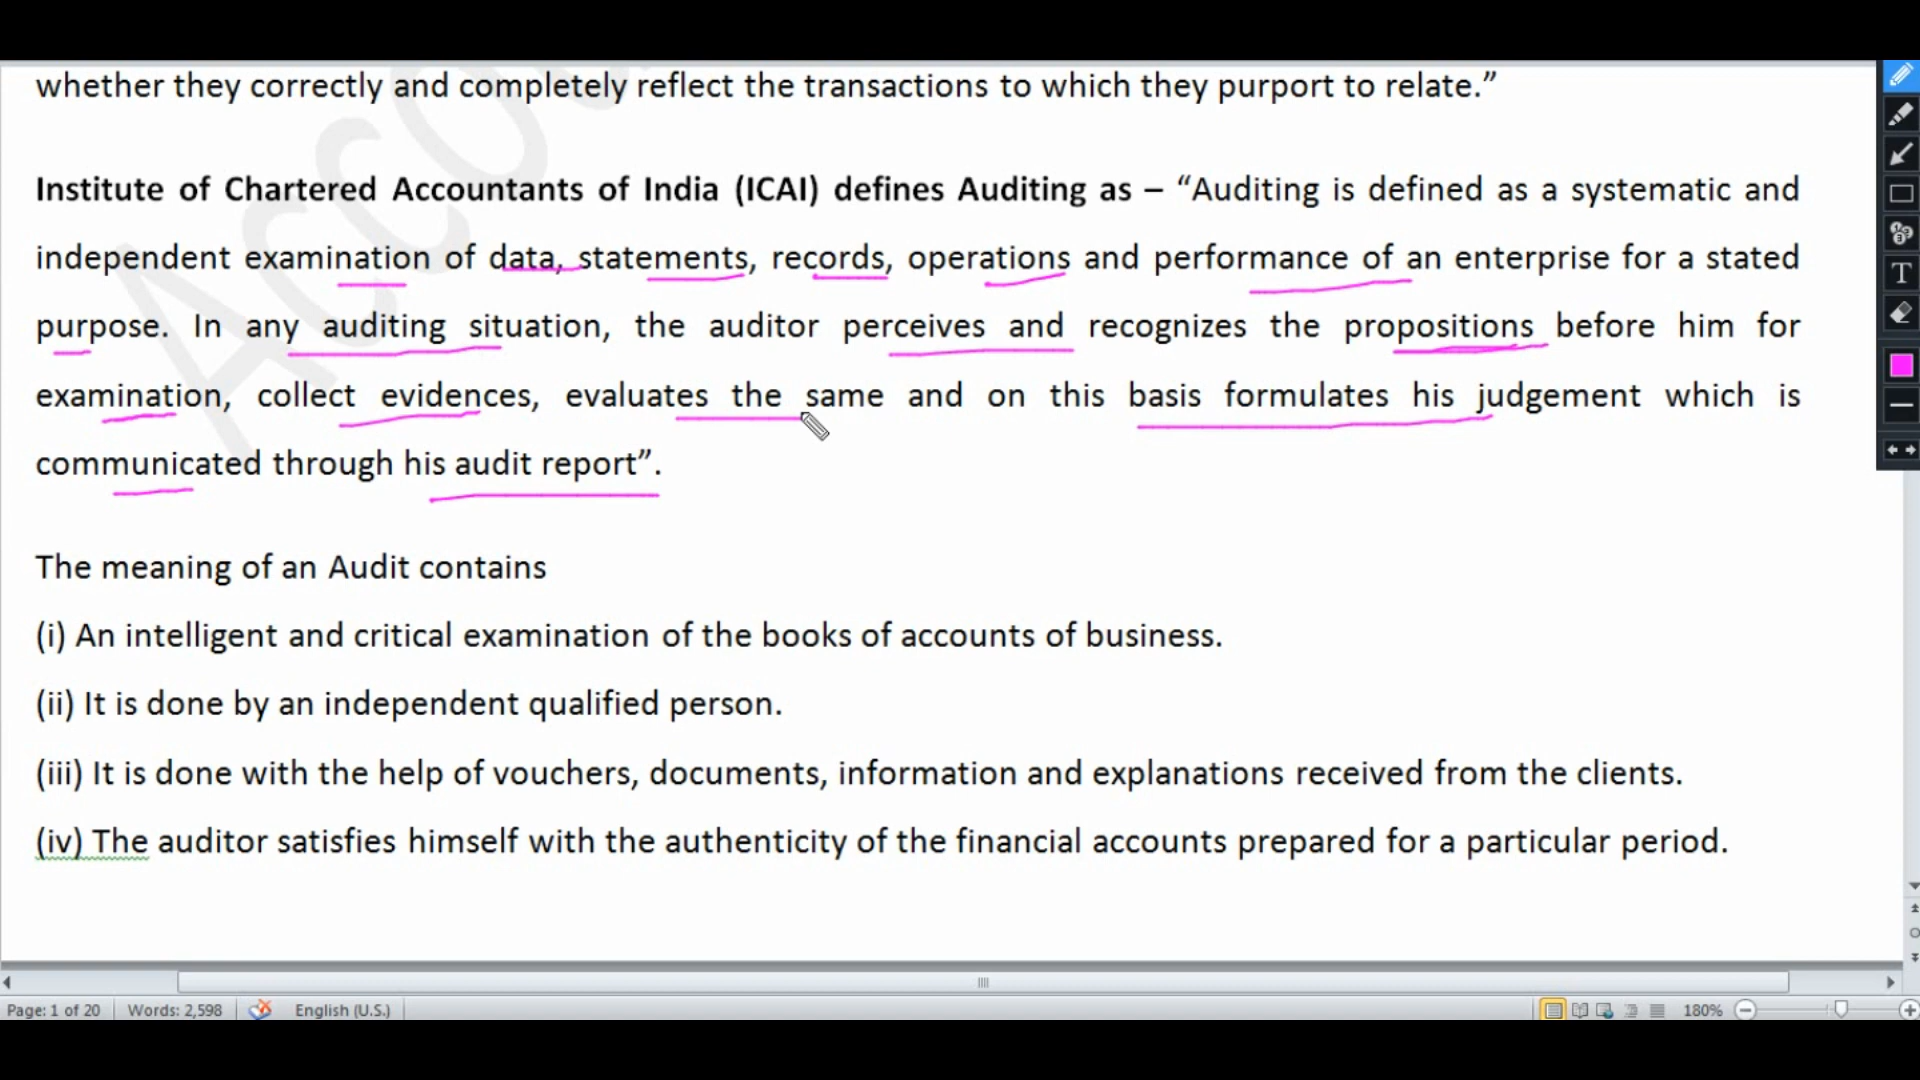 whether they correctly and completely reflect the transactions to which they purport to relate.”
Institute of Chartered Accountants of India (ICAI) defines Auditing as – “Auditing is defined as a systematic and
independent examination of data, statements, records, operations and performance of an enterprise for a stated
purpose. In any auditing situation, the auditor perceives and recognizes the propositions before him for
examination, collect evidences, evaluates the same and on this basis formulates his judgement which is
communicated through his audit report”.
The meaning of an Audit contains
(i) An intelligent and critical examination of the books of accounts of business.
(ii) It is done by an independent qualified person.
(iii) It is done with the help of vouchers, documents, information and explanations received from the clients.
(iv) The auditor satisfies himself with the authenticity of the financial accounts prepared for a particular period.
Page: 1 of 20 Words: 2,598 English (U.S.) 180%